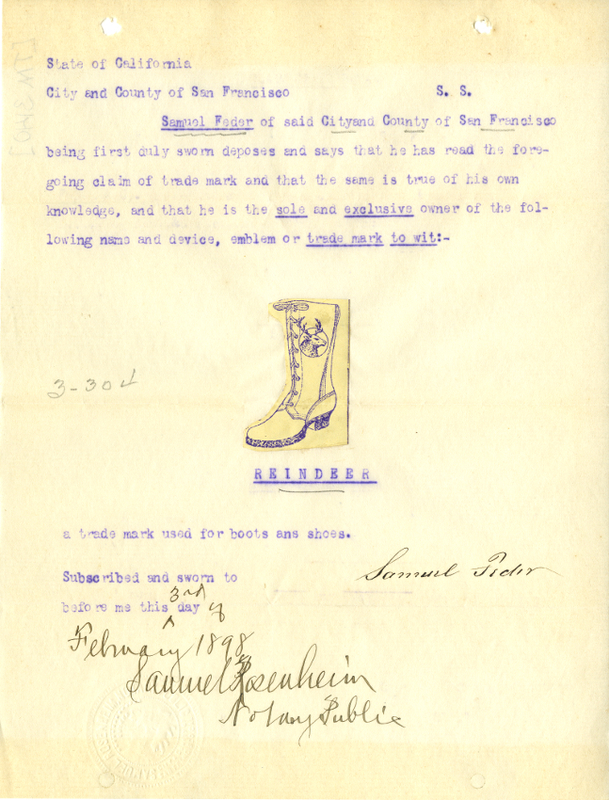 State of California
City and County of San Francisco S. S.
Samuel Feder of said Cityand County of San Francisco
being first duly sworn deposes and says that he has read the fore-
going claim of trade mark and that the same is true of his own
knowledge, and that he is the sole and exclusive owner of the fol-
lowing name and device, emblem or trade mark to wit:-
3-30d
REINDEER
a trade mark used for boots ans shoes.
Subscribed and sworn to
Samuel Feder
before me this 3rd day of
February 1898
Samuel Rosenheim
Notary Public